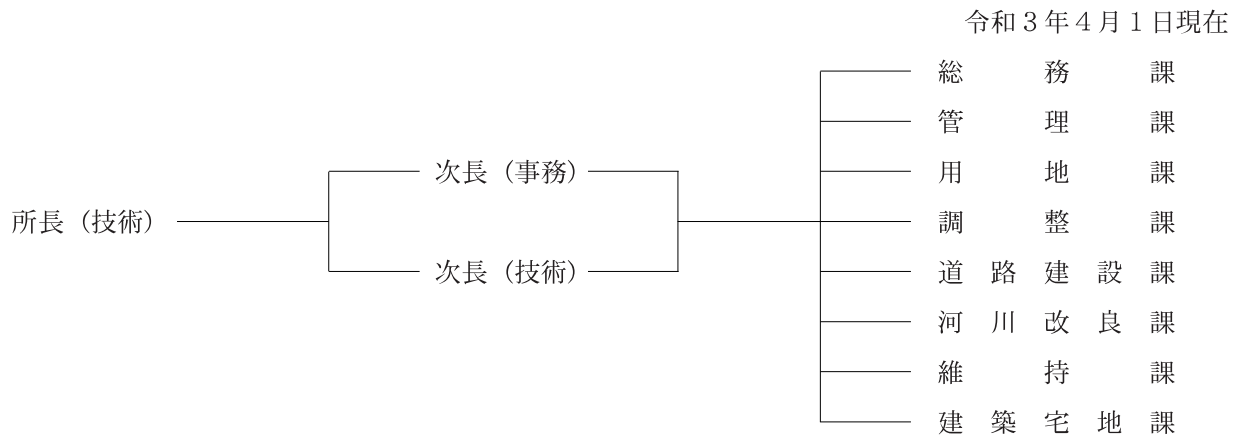 令和３年４月１日現在
総務課
管理課
次長（事務）
用地課
所長（技術）
調整課
次長（技術）
道路建設課
河川改良課
維持課
建築宅地課